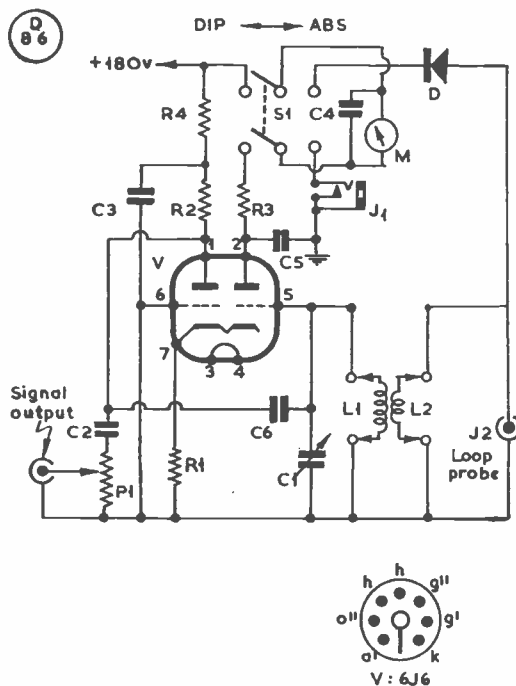 D
86
DIP ABS
+180v
R4
S1
C4
D
M
C3
R2
R3
J1
1
2
C5
V
6
5
7
3
4
Signal
output
C2
C6
L1
L2
J2
Loop
probe
P1
R1
C1
h
h
g''
a''
g'
a'
k
V: 6J6